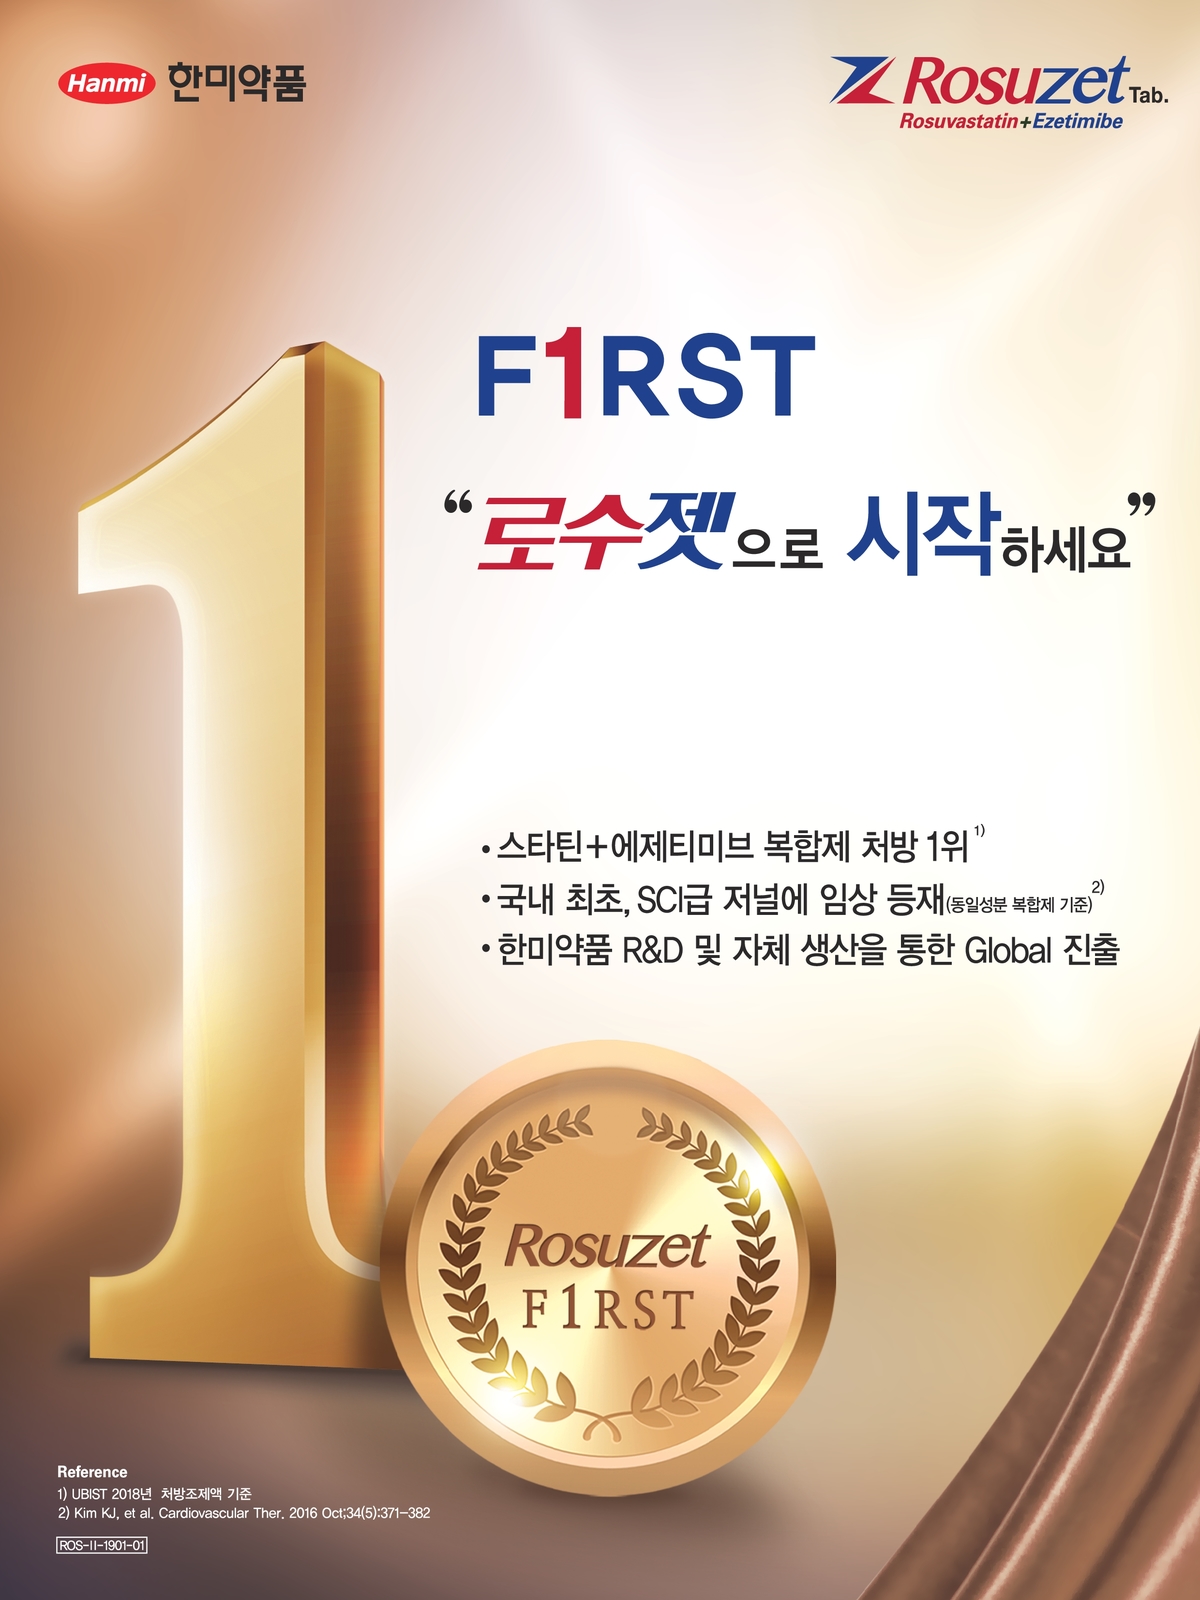 Hanmi 한미약품
Rosuzet Tab.
Rosuvastatin+Ezetimibe
F1RST
“로수젯으로 시작하세요”
• 스타틴+에제티미브 복합제 처방 1위 1)
• 국내 최초, SCI급 저널에 임상 등재(동일성분 복합제 기준) 2)
• 한미약품 R&D 및 자체 생산을 통한 Global 진출
Rosuzet
F1RST
Reference
1) UBIST 2018년 처방조제액 기준
2) Kim KJ, et al. Cardiovascular Ther. 2016 Oct;34(5):371-382
ROS-II-1901-01